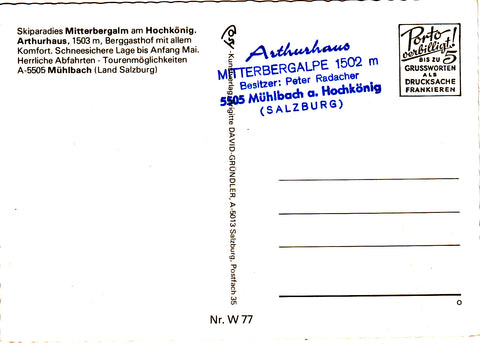 Skiparadies Mitterbergalm am Hochkönig.
Arthurhaus, 1503 m, Berggasthof mit allem
Komfort. Schneesichere Lage bis Anfang Mai.
Herrliche Abfahrten - Tourenmöglichkeiten
A-5505 Mühlbach (Land Salzburg)
-Kunstverlag Brigitte DAVID-GRÜNDLER, A-5013 Salzburg, Postfach 35
Arthurhaus
MITTERBERGALPE 1502 m
Besitzer: Peter Radacher
5505 Mühlbach a. Hochkönig
(SALZBURG)
Porto
verbilligt!
BIS ZU 5
GRUSSWORTEN
ALS
DRUCKSACHE
FRANKIEREN
Nr. W 77